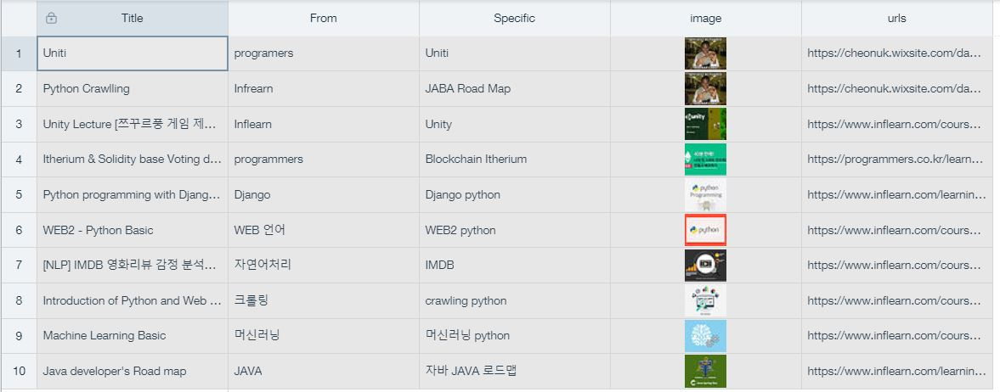 Title From Specific image urls
1 Uniti programers Uniti https://cheonuk.wixsite.com/da...
2 Python Crawlling Infrearn JABA Road Map https://cheonuk.wixsite.com/da...
3 Unity Lecture [쯔꾸르풍 게임 제... Inflearn Unity unity https://www.inflearn.com/cours...
4 Itherium & Solidity base Voting d... programmers Blockchain Itherium https://programmers.co.kr/learn...
5 Python programming with Djang... Django Django python python Programming https://www.inflearn.com/learnin...
6 WEB2 - Python Basic WEB 언어 WEB2 python python https://www.inflearn.com/cours...
7 [NLP] IMDB 영화리뷰 감정 분석... 자연어처리 IMDB https://www.inflearn.com/cours...
8 Introduction of Python and Web ... 크롤링 crawling python https://www.inflearn.com/cours...
9 Machine Learning Basic 머신러닝 머신러닝 python https://www.inflearn.com/cours...
10 Java developer's Road map JAVA 자바 JAVA 로드맵 https://www.inflearn.com/learnin...